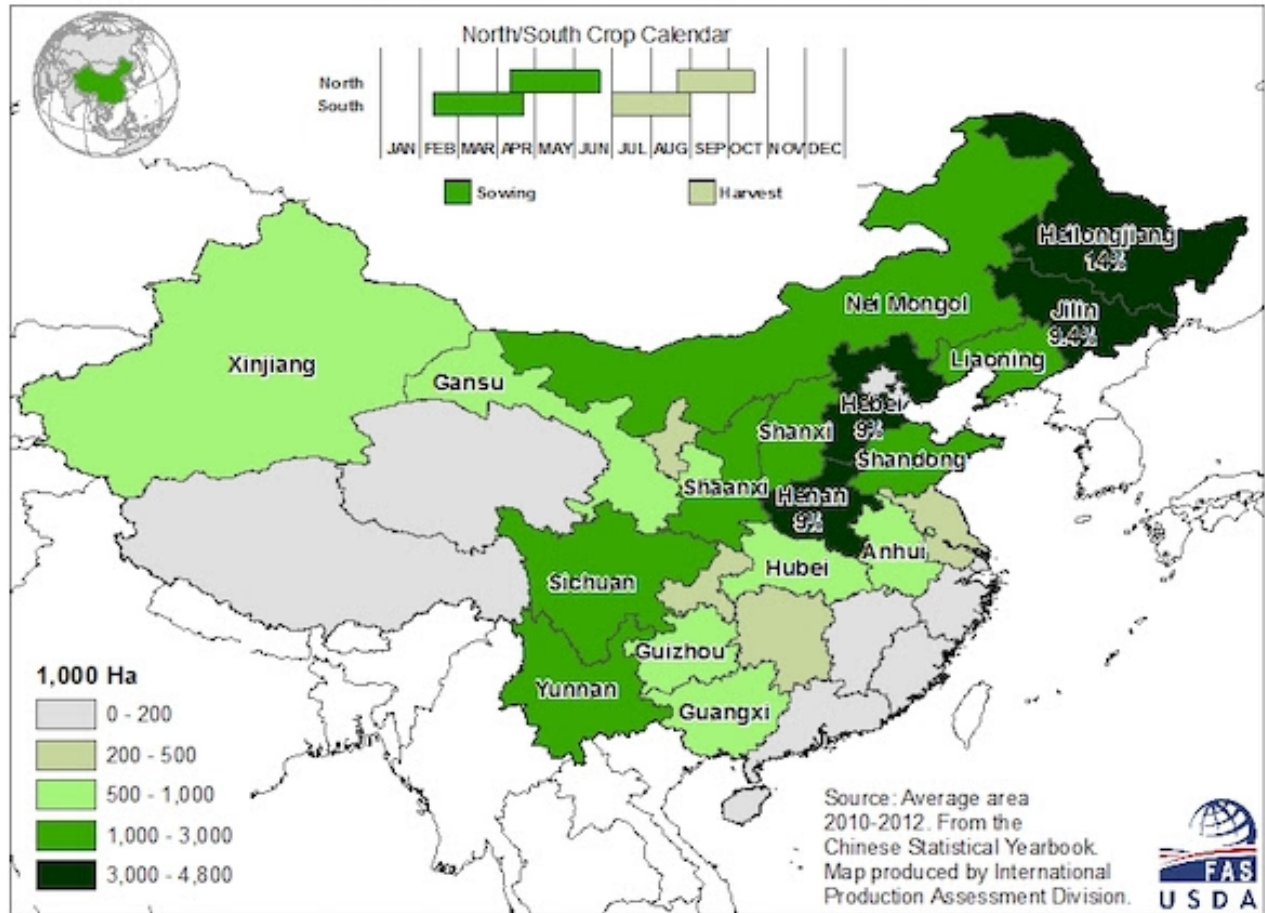 North/South Crop Calendar
North
South
JAN FEB MAR APR MAY JUN JUL AUG SEP OCT NOV DEC
Sowing
Harvest
Heilongjiang
14%
Nei Mongol
Jilin
9.4%
Liaoning
Xinjiang
Gansu
Hebei
9%
Shanxi
Shandong
Shaanxi
Henan
9%
Anhui
Hubei
Sichuan
Guizhou
Yunnan
Guangxi
1,000 Ha
0 - 200
200 - 500
500 - 1,000
1,000 - 3,000
3,000 - 4,800
Source: Average area
2010-2012. From the
Chinese Statistical Yearbook.
Map produced by International
Production Assessment Division.
FAS
USDA